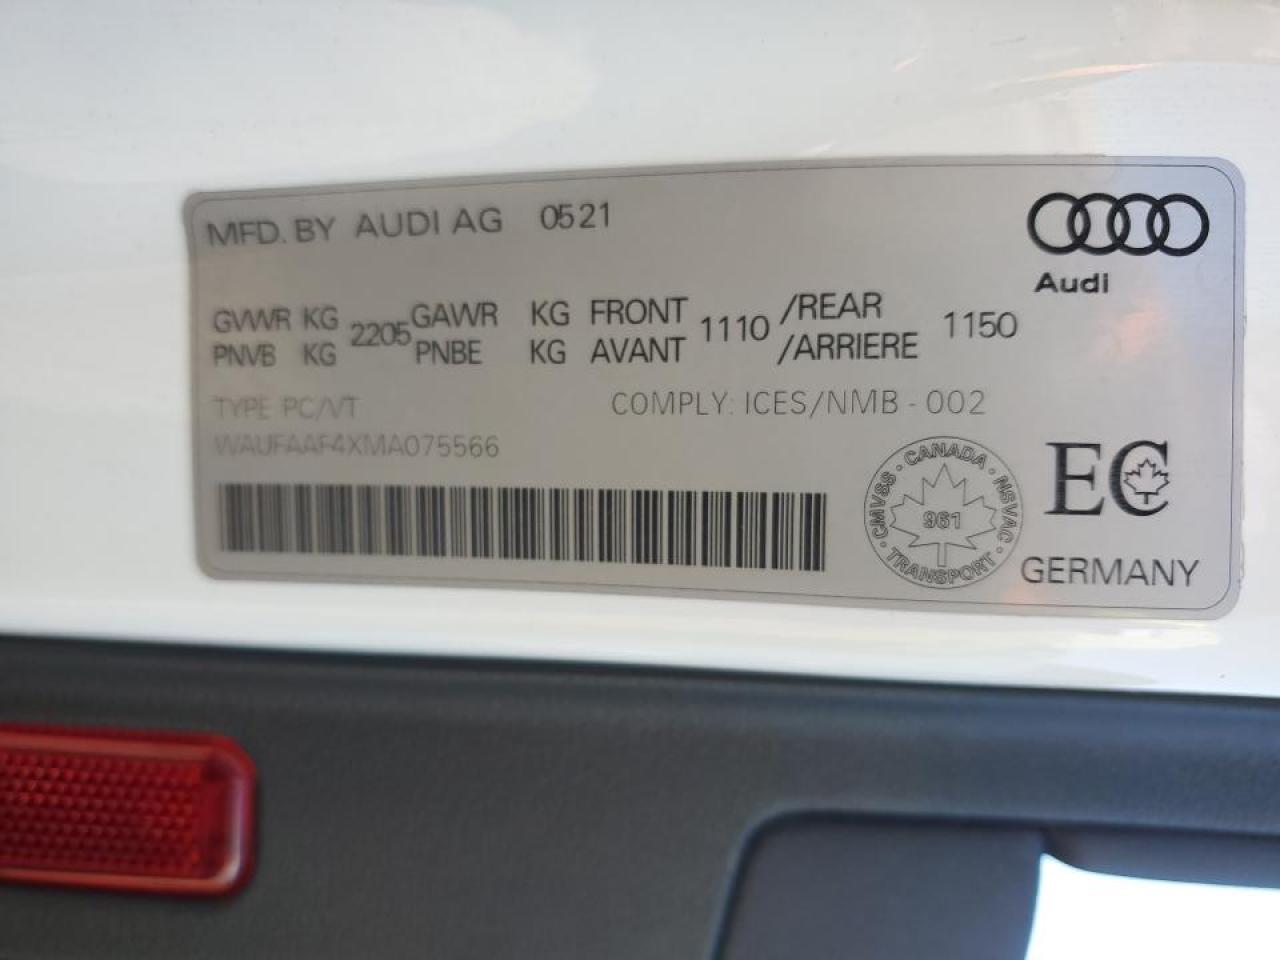 MFD. BY AUDI AG 0521
Audi
GVWR KG 2205 GAWR KG FRONT 1110 /REAR 1150
PNVB KG PNBE KG AVANT /ARRIERE
TYPE PC/VT COMPLY: ICES/NMB - 002
WAUFAAF4XMA075566
· CANADA · NSVAC · TRANSPORT · CMVSS
961
EC
GERMANY